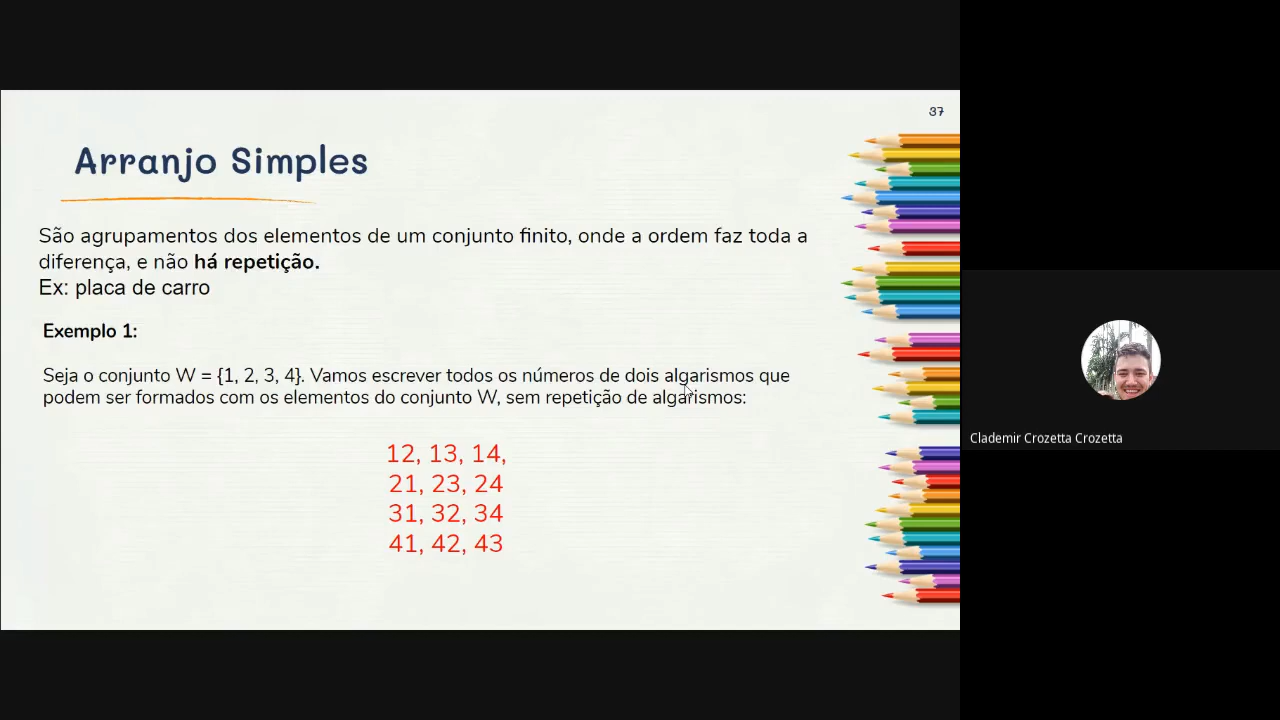 37
Arranjo Simples
São agrupamentos dos elementos de um conjunto finito, onde a ordem faz toda a
diferença, e não há repetição.
Ex: placa de carro
Exemplo 1:
Seja o conjunto W = {1, 2, 3, 4}. Vamos escrever todos os números de dois algarismos que
podem ser formados com os elementos do conjunto W, sem repetição de algarismos:
12, 13, 14,
21, 23, 24
31, 32, 34
41, 42, 43
Clademir Crozetta Crozetta